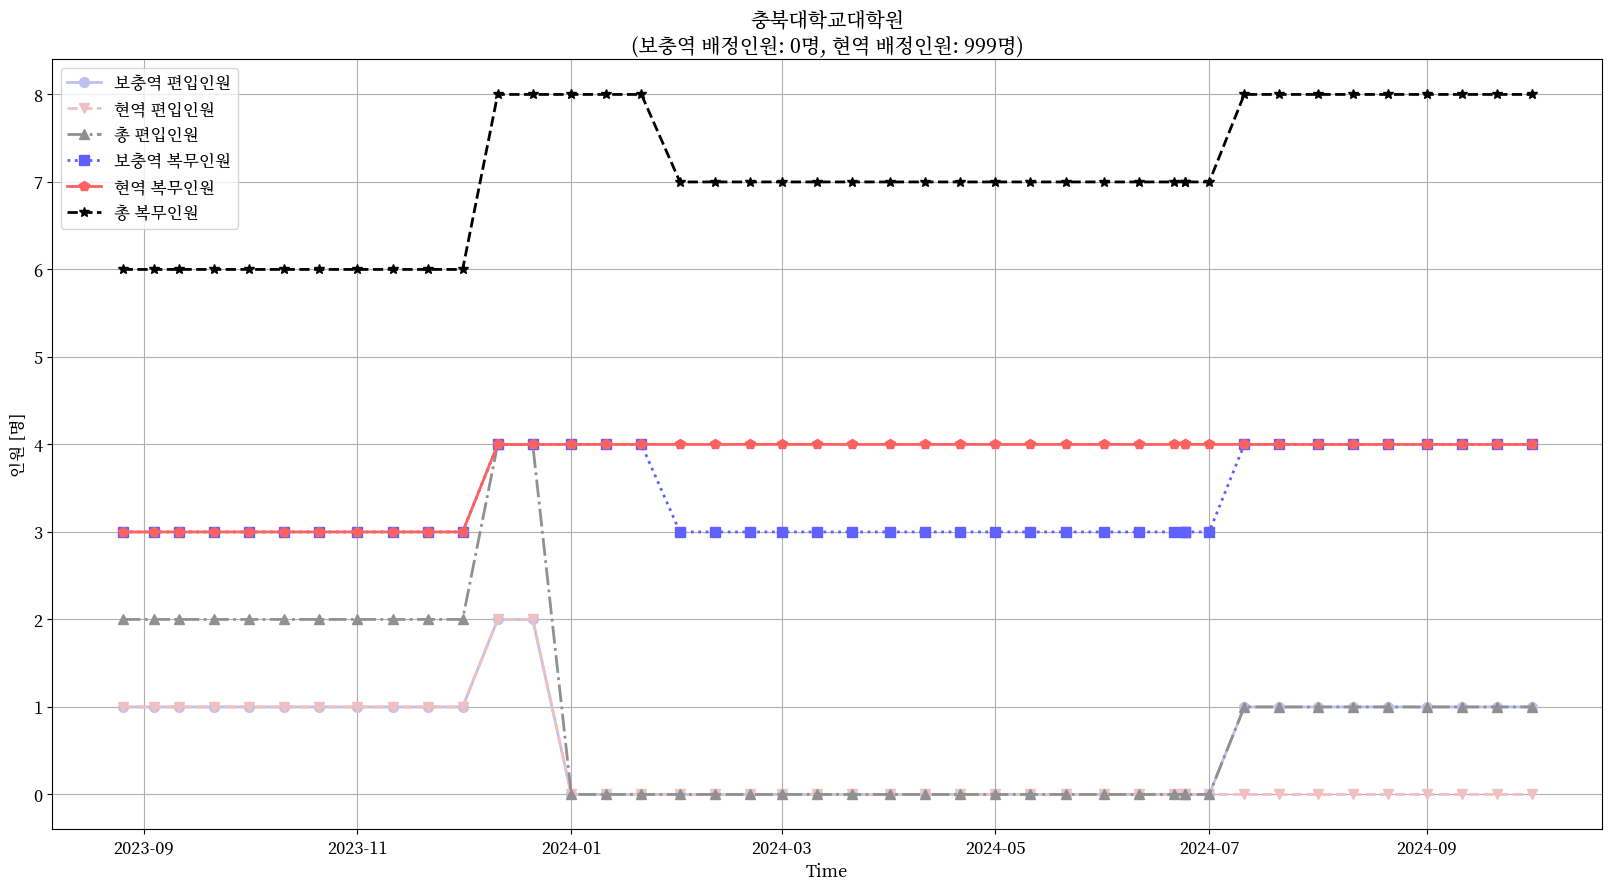 충북대학교대학원
(보충역 배정인원: 0명, 현역 배정인원: 999명)
보충역 편입인원
현역 편입인원
총 편입인원
보충역 복무인원
현역 복무인원
총 복무인원
8
7
6
5
4
3
2
1
0
인원 [명]
2023-09
2023-11
2024-01
2024-03
2024-05
2024-07
2024-09
Time